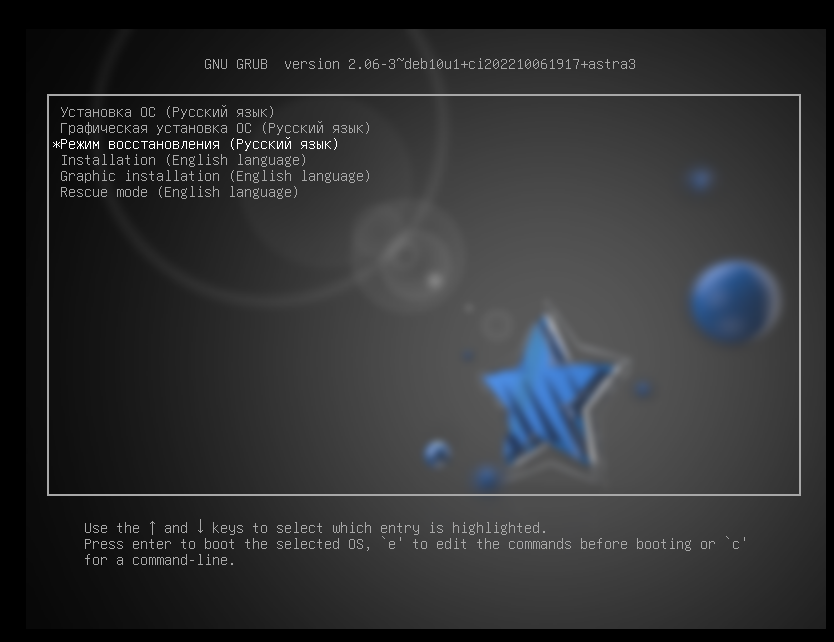 GNU GRUB  version 2.06-3~deb10u1+ci202210061917+astra3
Установка ОС (Русский язык)
Графическая установка ОС (Русский язык)
*Режим восстановления (Русский язык)
Installation (English language)
Graphic installation (English language)
Rescue mode (English language)
Use the ↑ and ↓ keys to select which entry is highlighted.
Press enter to boot the selected OS, `e' to edit the commands before booting or `c'
for a command-line.